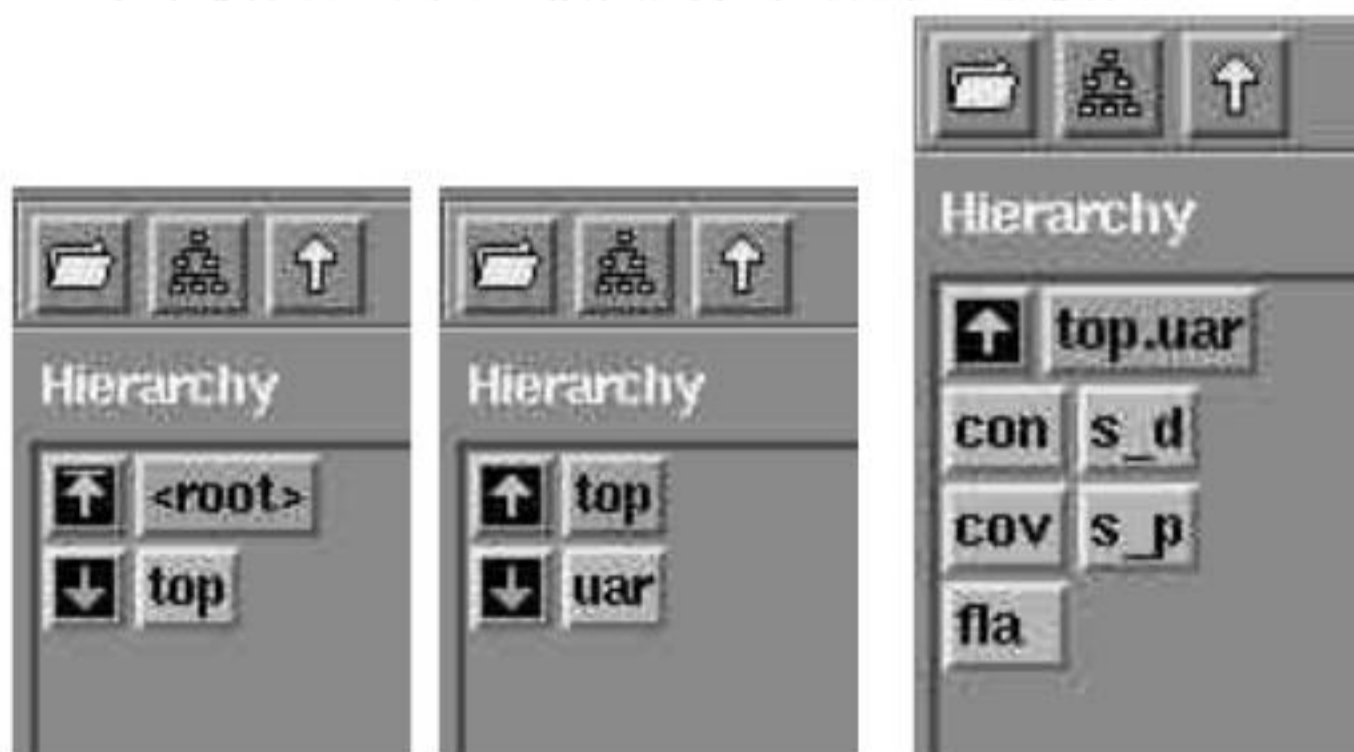 Hierarchy
<root>
top
Hierarchy
top
uar
Hierarchy
top.uar
con s_d
cov s_p
fla